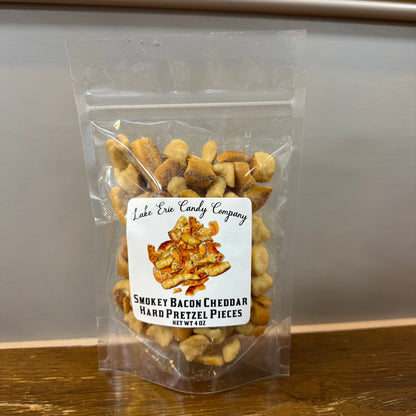 Lake Erie Candy Company
Smokey Bacon Cheddar
Hard Pretzel Pieces
Net wt 4 oz